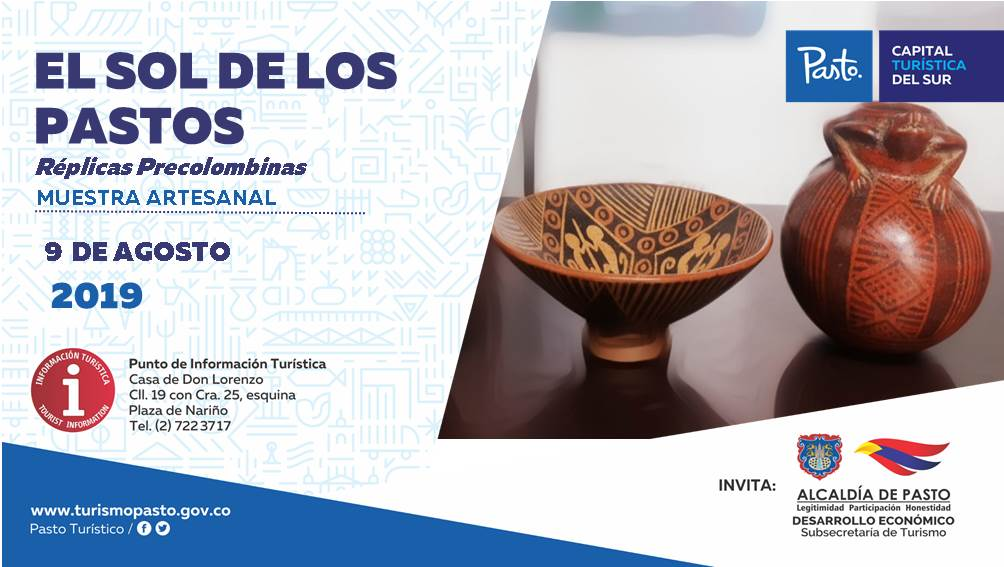 EL SOL DE LOS
PASTOS
Réplicas Precolombinas
MUESTRA ARTESANAL
9 DE AGOSTO
2019
INFORMACIÓN TURÍSTICA
i
TOURIST INFORMATION
Punto de Información Turística
Casa de Don Lorenzo
Cll. 19 con Cra. 25, esquina
Plaza de Nariño
Tel. (2) 7223717
www.turismopasto.gov.co
Pasto Turístico /
Pasto.
CAPITAL
TURÍSTICA
DEL SUR
INVITA:
ALCALDÍA DE PASTO
Legitimidad Participación Honestidad
DESARROLLO ECONÓMICO
Subsecretaría de Turismo